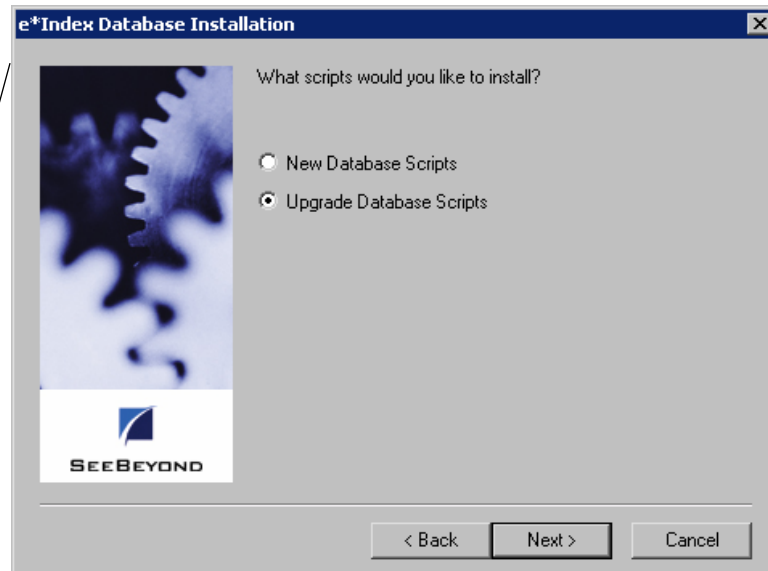 e*Index Database Installation
What scripts would you like to install?
New Database Scripts
Upgrade Database Scripts
SEEBEYOND
< Back
Next >
Cancel